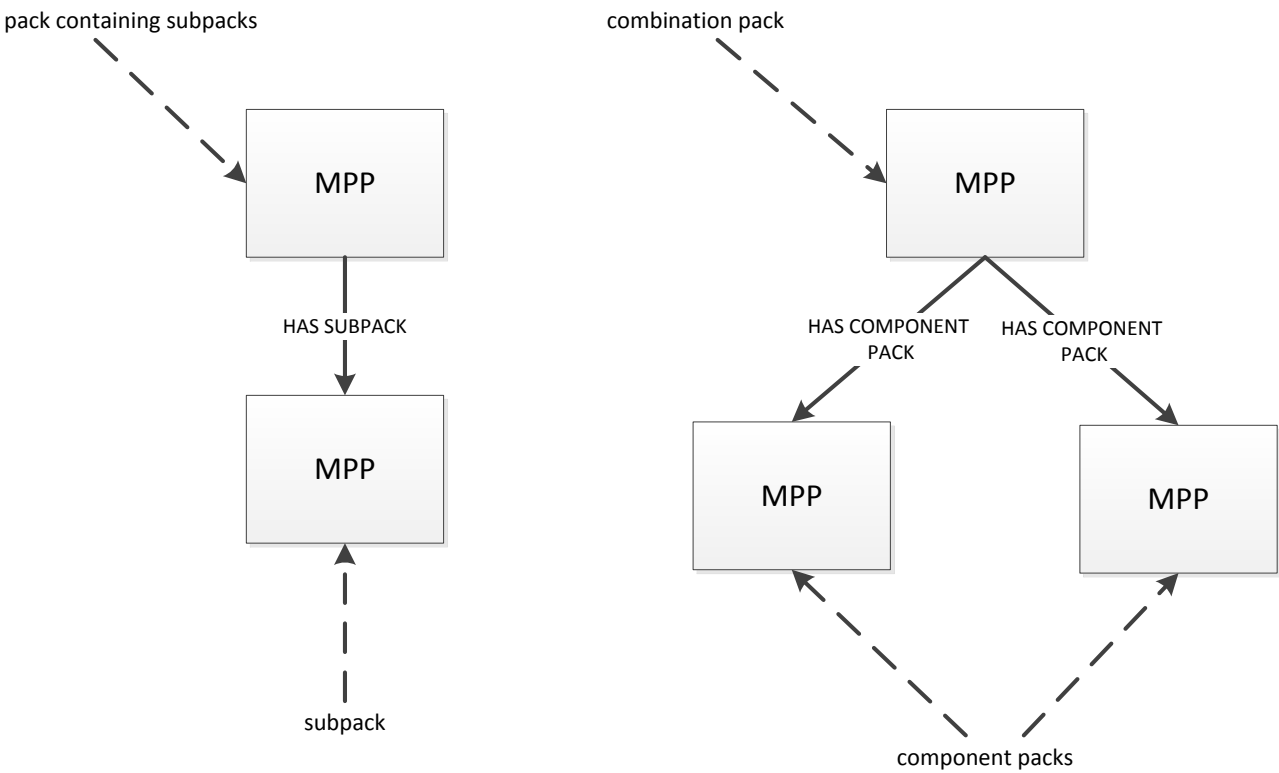 pack containing subpacks
MPP
HAS SUBPACK
MPP
subpack
combination pack
MPP
HAS COMPONENT
PACK
HAS COMPONENT
PACK
MPP
MPP
component packs